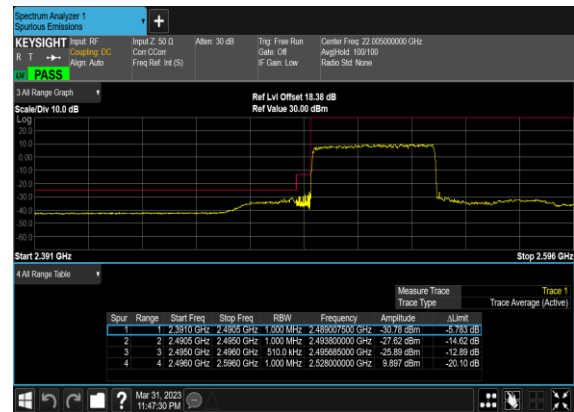 Spectrum Analyzer 1
Spurious Emissions
KEYSIGHT Input: RF Input Z: 50 Ω Atten: 30 dB Trig: Free Run Center Freq: 22.005000000 GHz
R T Coupling: DC Corr CCorr Gate: Off Avg|Hold: 100/100
Align: Auto Freq Ref: Int (S) IF Gain: Low Radio Std: None
LV PASS
3 All Range Graph
Ref Lvl Offset 18.38 dB
Scale/Div 10.0 dB Ref Value 30.00 dBm
Log
20.0
10.0
0.00
-10.0
-20.0
-30.0
-40.0
-50.0
-60.0
Start 2.391 GHz Stop 2.596 GHz
4 All Range Table
Measure Trace Trace 1
Trace Type Trace Average (Active)
Spur Range Start Freq Stop Freq RBW Frequency Amplitude ΔLimit
1 1 2.3910 GHz 2.4905 GHz 1.000 MHz 2.489007500 GHz -30.78 dBm -5.783 dB
2 2 2.4905 GHz 2.4950 GHz 1.000 MHz 2.493800000 GHz -27.62 dBm -14.62 dB
3 3 2.4950 GHz 2.4960 GHz 510.0 kHz 2.495685000 GHz -25.89 dBm -12.89 dB
4 4 2.4960 GHz 2.5960 GHz 1.000 MHz 2.528000000 GHz 9.897 dBm -20.10 dB
? Mar 31, 2023
11:47:30 PM